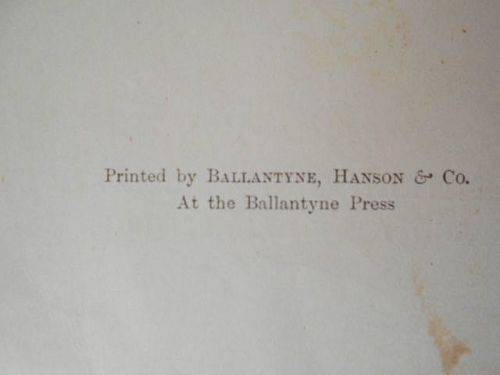 Printed by BALLANTYNE, HANSON & CO.
At the Ballantyne Press